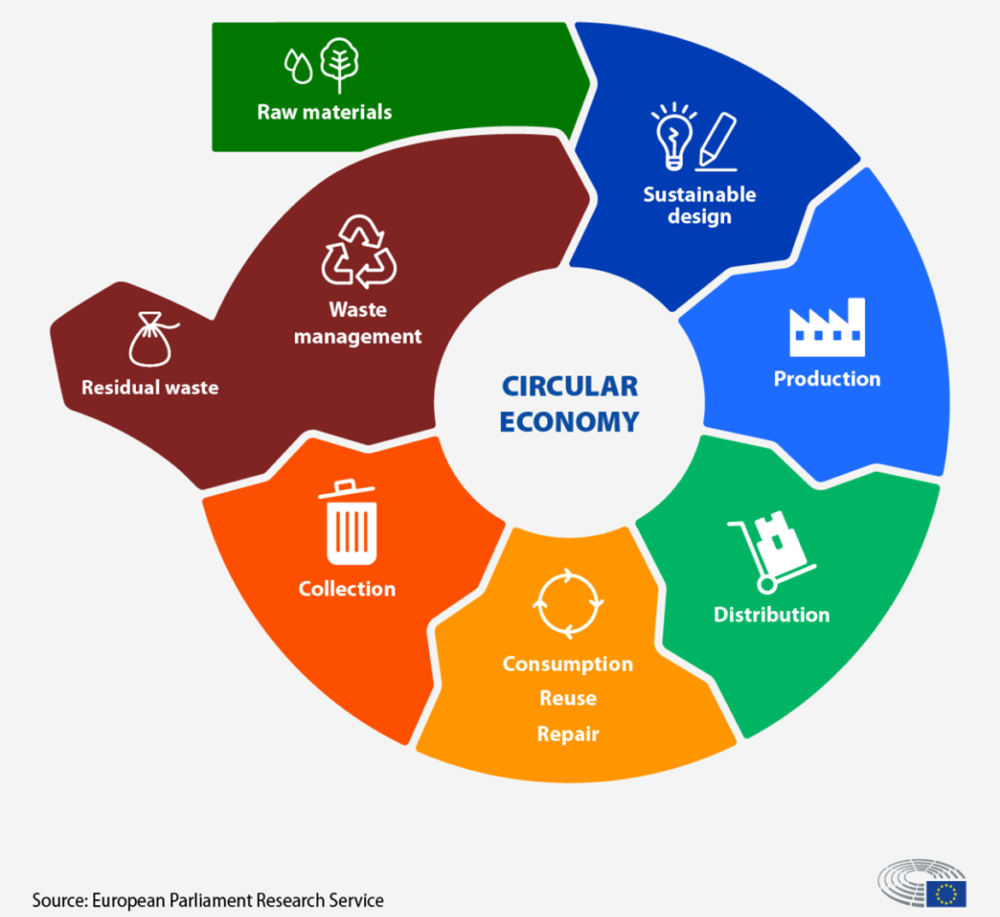 Raw materials
Sustainable
design
Production
Distribution
Consumption
Reuse
Repair
Collection
Waste
management
Residual waste
CIRCULAR
ECONOMY
Source: European Parliament Research Service